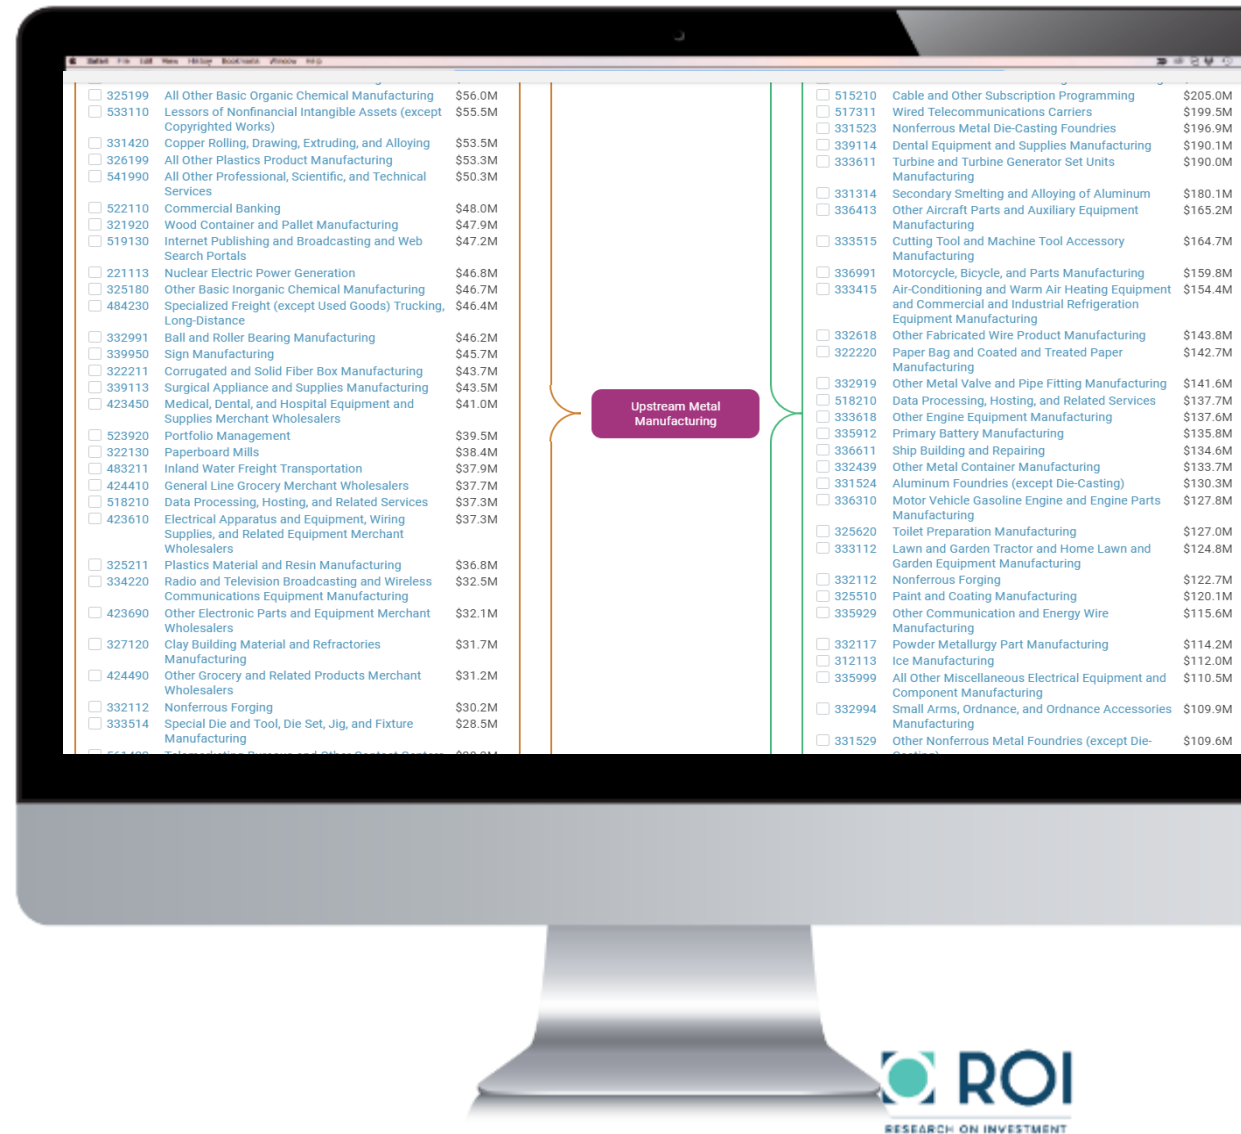 Safari File Edit View History Bookmarks Window Help
325199 All Other Basic Organic Chemical Manufacturing $56.0M
533110 Lessors of Nonfinancial Intangible Assets (except $55.5M
Copyrighted Works)
331420 Copper Rolling, Drawing, Extruding, and Alloying $53.5M
326199 All Other Plastics Product Manufacturing $53.3M
541990 All Other Professional, Scientific, and Technical $50.3M
Services
522110 Commercial Banking $48.0M
321920 Wood Container and Pallet Manufacturing $47.9M
519130 Internet Publishing and Broadcasting and Web $47.2M
Search Portals
221113 Nuclear Electric Power Generation $46.8M
325180 Other Basic Inorganic Chemical Manufacturing $46.7M
484230 Specialized Freight (except Used Goods) Trucking, $46.4M
Long-Distance
332991 Ball and Roller Bearing Manufacturing $46.2M
339950 Sign Manufacturing $45.7M
322211 Corrugated and Solid Fiber Box Manufacturing $43.7M
339113 Surgical Appliance and Supplies Manufacturing $43.5M
423450 Medical, Dental, and Hospital Equipment and $41.0M
Supplies Merchant Wholesalers
523920 Portfolio Management $39.5M
322130 Paperboard Mills $38.4M
483211 Inland Water Freight Transportation $37.9M
424410 General Line Grocery Merchant Wholesalers $37.7M
518210 Data Processing, Hosting, and Related Services $37.3M
423610 Electrical Apparatus and Equipment, Wiring $37.3M
Supplies, and Related Equipment Merchant
Wholesalers
325211 Plastics Material and Resin Manufacturing $36.8M
334220 Radio and Television Broadcasting and Wireless $32.5M
Communications Equipment Manufacturing
423690 Other Electronic Parts and Equipment Merchant $32.1M
Wholesalers
327120 Clay Building Material and Refractories $31.7M
Manufacturing
424490 Other Grocery and Related Products Merchant $31.2M
Wholesalers
332112 Nonferrous Forging $30.2M
333514 Special Die and Tool, Die Set, Jig, and Fixture $28.5M
Manufacturing
Upstream Metal
Manufacturing
515210 Cable and Other Subscription Programming $205.0M
517311 Wired Telecommunications Carriers $199.5M
331523 Nonferrous Metal Die-Casting Foundries $196.9M
339114 Dental Equipment and Supplies Manufacturing $190.1M
333611 Turbine and Turbine Generator Set Units $190.0M
Manufacturing
331314 Secondary Smelting and Alloying of Aluminum $180.1M
336413 Other Aircraft Parts and Auxiliary Equipment $165.2M
Manufacturing
333515 Cutting Tool and Machine Tool Accessory $164.7M
Manufacturing
336991 Motorcycle, Bicycle, and Parts Manufacturing $159.8M
333415 Air-Conditioning and Warm Air Heating Equipment $154.4M
and Commercial and Industrial Refrigeration
Equipment Manufacturing
332618 Other Fabricated Wire Product Manufacturing $143.8M
322220 Paper Bag and Coated and Treated Paper $142.7M
Manufacturing
332919 Other Metal Valve and Pipe Fitting Manufacturing $141.6M
518210 Data Processing, Hosting, and Related Services $137.7M
333618 Other Engine Equipment Manufacturing $137.6M
335912 Primary Battery Manufacturing $135.8M
336611 Ship Building and Repairing $134.6M
332439 Other Metal Container Manufacturing $133.7M
331524 Aluminum Foundries (except Die-Casting) $130.3M
336310 Motor Vehicle Gasoline Engine and Engine Parts $127.8M
Manufacturing
325620 Toilet Preparation Manufacturing $127.0M
333112 Lawn and Garden Tractor and Home Lawn and $124.8M
Garden Equipment Manufacturing
332112 Nonferrous Forging $122.7M
325510 Paint and Coating Manufacturing $120.1M
335929 Other Communication and Energy Wire $115.6M
Manufacturing
332117 Powder Metallurgy Part Manufacturing $114.2M
312113 Ice Manufacturing $112.0M
335999 All Other Miscellaneous Electrical Equipment and $110.5M
Component Manufacturing
332994 Small Arms, Ordnance, and Ordnance Accessories $109.9M
Manufacturing
331529 Other Nonferrous Metal Foundries (except Die- $109.6M
ROI
RESEARCH ON INVESTMENT